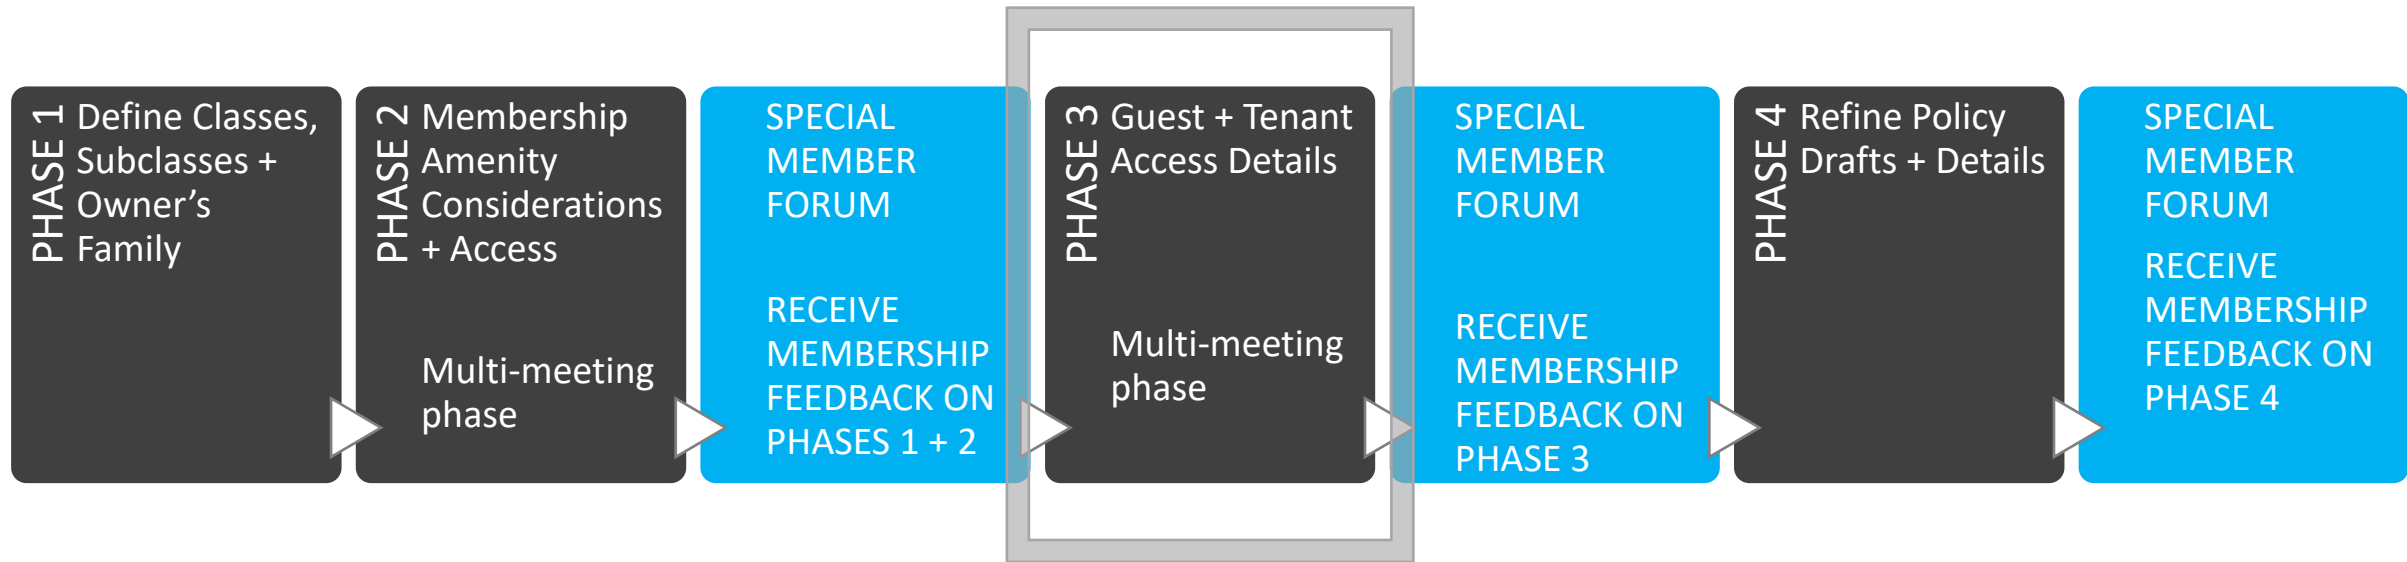 PHASE 1
Define Classes,
Subclasses +
Owner’s
Family
PHASE 2
Membership
Amenity
Considerations
+ Access
Multi-meeting
phase
SPECIAL
MEMBER
FORUM
RECEIVE
MEMBERSHIP
FEEDBACK ON
PHASES 1 + 2
PHASE 3
Guest + Tenant
Access Details
Multi-meeting
phase
SPECIAL
MEMBER
FORUM
RECEIVE
MEMBERSHIP
FEEDBACK ON
PHASE 3
PHASE 4
Refine Policy
Drafts + Details
SPECIAL
MEMBER
FORUM
RECEIVE
MEMBERSHIP
FEEDBACK ON
PHASE 4